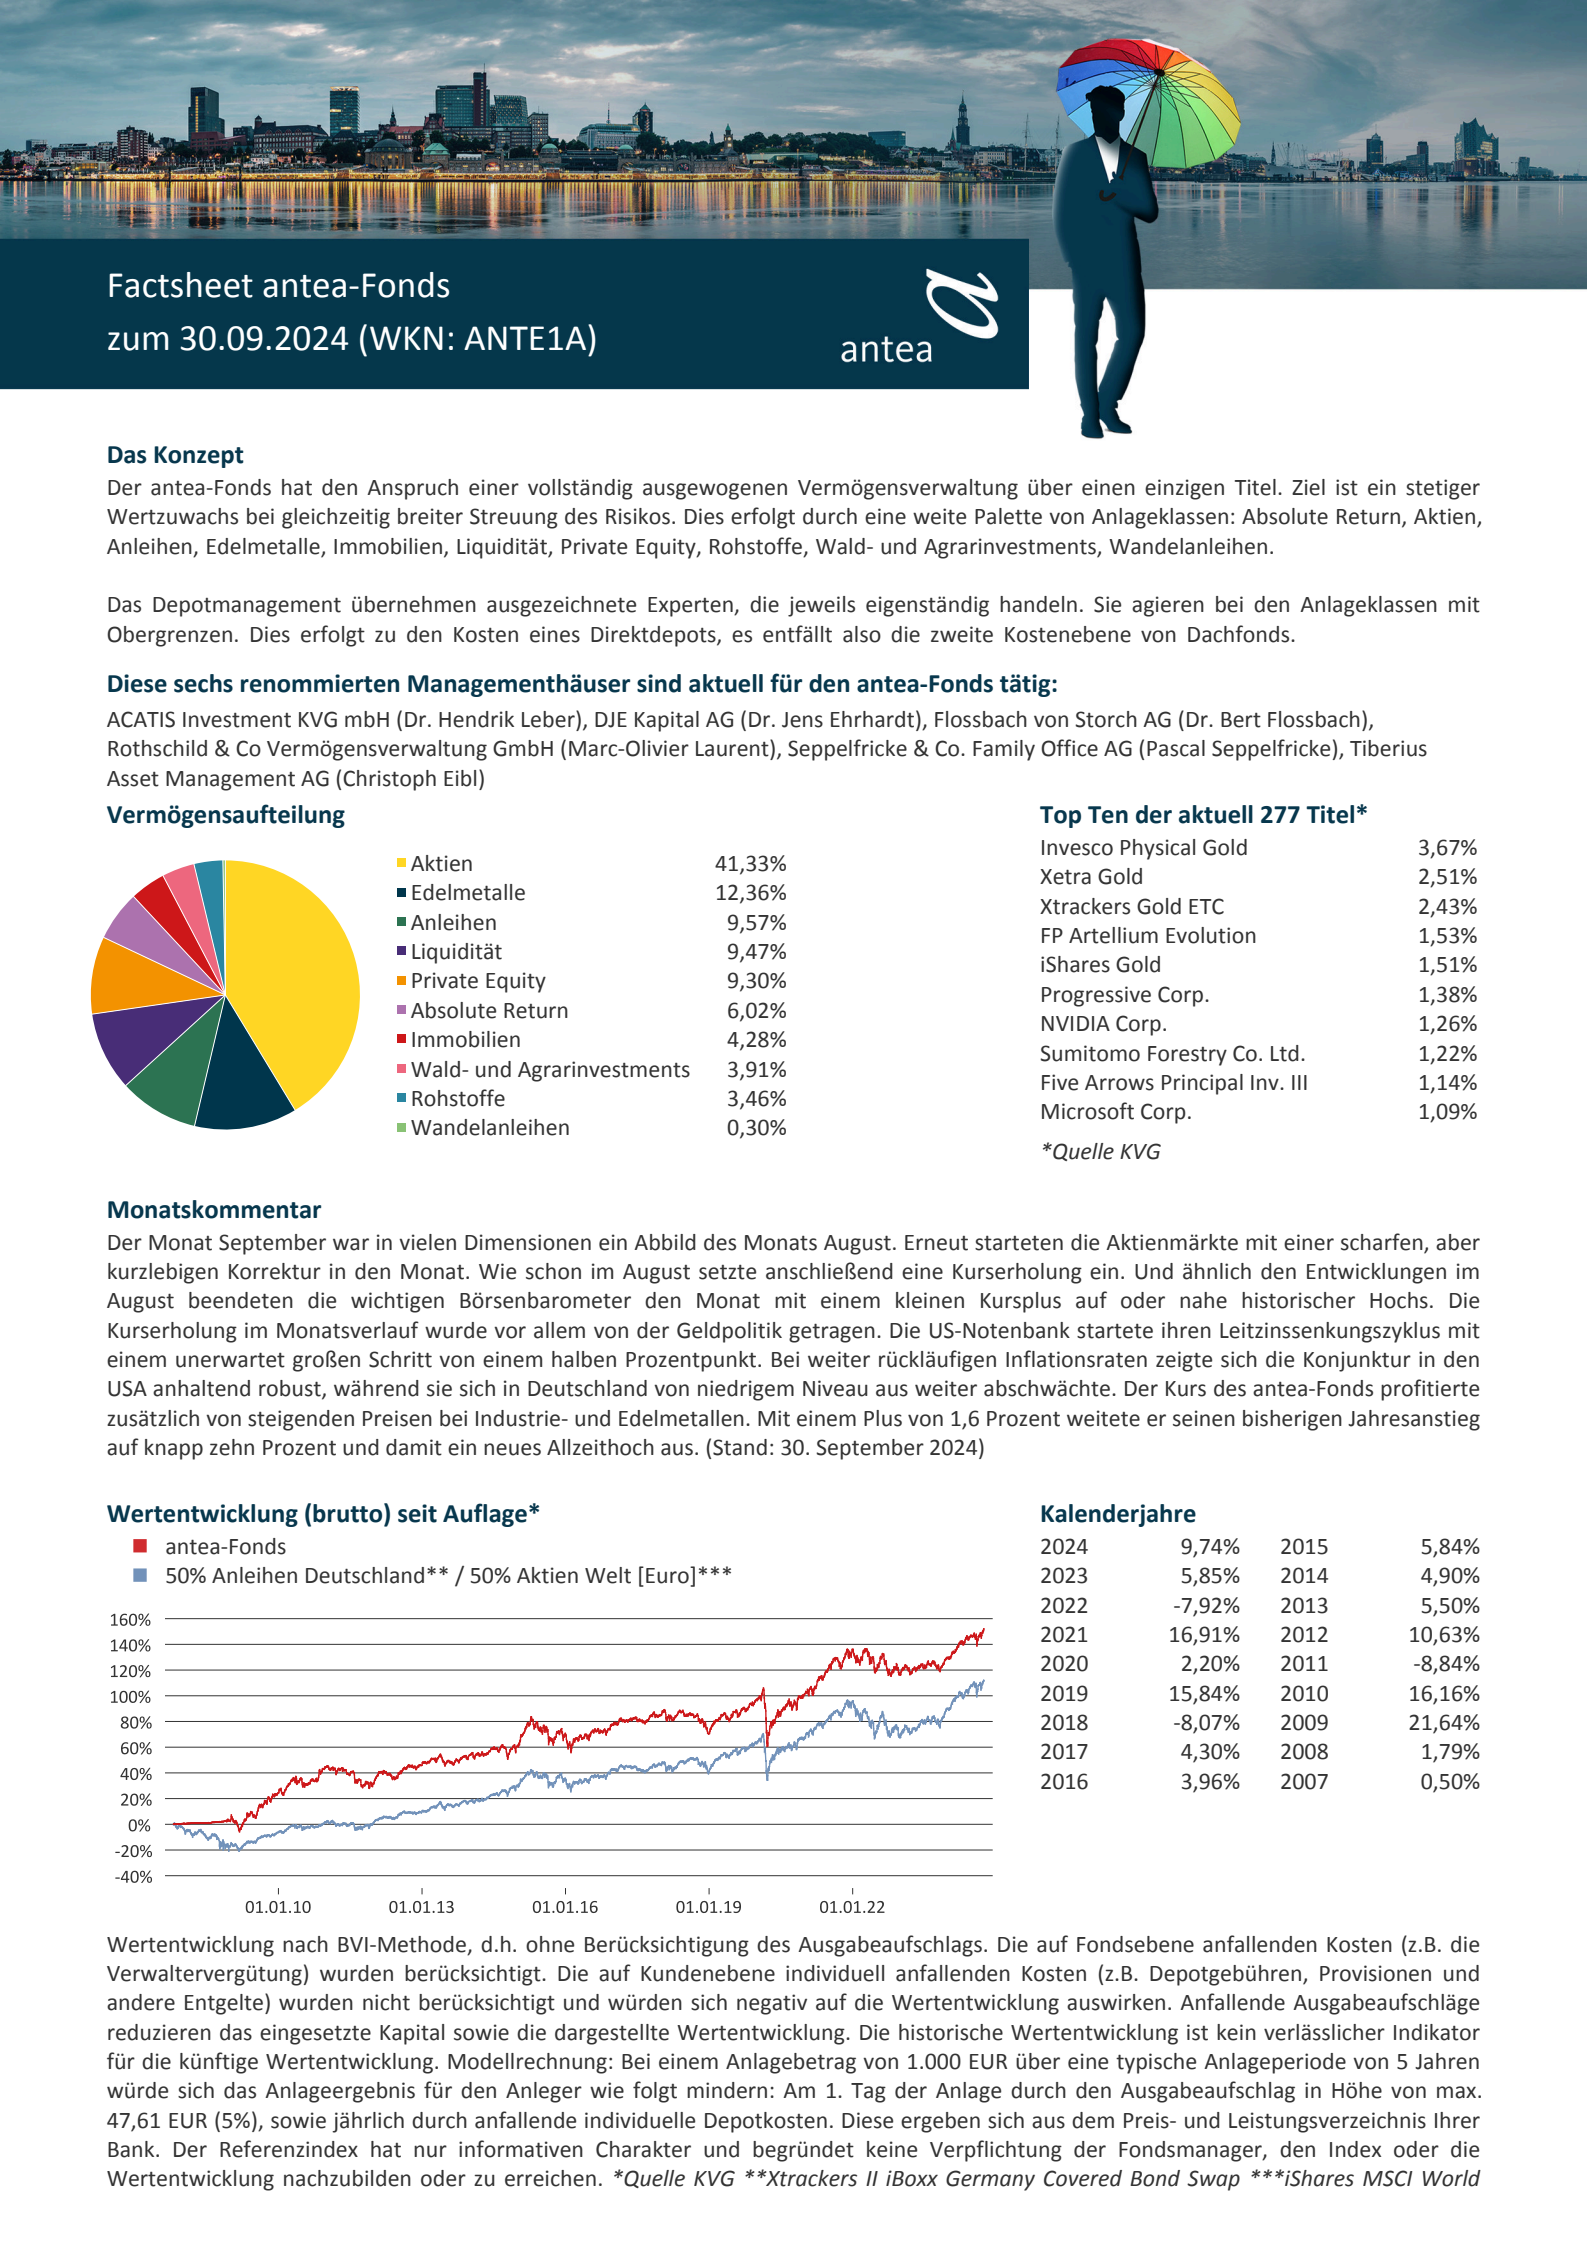 Factsheet antea-Fonds
zum 30.09.2024 (WKN: ANTE1A)
antea
Das Konzept
Der antea-Fonds hat den Anspruch einer vollständig ausgewogenen Vermögensverwaltung über einen einzigen Titel. Ziel ist ein stetiger
Wertzuwachs bei gleichzeitig breiter Streuung des Risikos. Dies erfolgt durch eine weite Palette von Anlageklassen: Absolute Return, Aktien,
Anleihen, Edelmetalle, Immobilien, Liquidität, Private Equity, Rohstoffe, Wald- und Agrarinvestments, Wandelanleihen.
Das Depotmanagement übernehmen ausgezeichnete Experten, die jeweils eigenständig handeln. Sie agieren bei den Anlageklassen mit
Obergrenzen. Dies erfolgt zu den Kosten eines Direktdepots, es entfällt also die zweite Kostenebene von Dachfonds.
Diese sechs renommierten Managementhäuser sind aktuell für den antea-Fonds tätig:
ACATIS Investment KVG mbH (Dr. Hendrik Leber), DJE Kapital AG (Dr. Jens Ehrhardt), Flossbach von Storch AG (Dr. Bert Flossbach),
Rothschild & Co Vermögensverwaltung GmbH (Marc-Olivier Laurent), Seppelfricke & Co. Family Office AG (Pascal Seppelfricke), Tiberius
Asset Management AG (Christoph Eibl)
Vermögensaufteilung
Aktien 41,33%
Edelmetalle 12,36%
Anleihen 9,57%
Liquidität 9,47%
Private Equity 9,30%
Absolute Return 6,02%
Immobilien 4,28%
Wald- und Agrarinvestments 3,91%
Rohstoffe 3,46%
Wandelanleihen 0,30%
Top Ten der aktuell 277 Titel*
Invesco Physical Gold 3,67%
Xetra Gold 2,51%
Xtrackers Gold ETC 2,43%
FP Artellium Evolution 1,53%
iShares Gold 1,51%
Progressive Corp. 1,38%
NVIDIA Corp. 1,26%
Sumitomo Forestry Co. Ltd. 1,22%
Five Arrows Principal Inv. III 1,14%
Microsoft Corp. 1,09%
*Quelle KVG
Monatskommentar
Der Monat September war in vielen Dimensionen ein Abbild des Monats August. Erneut starteten die Aktienmärkte mit einer scharfen, aber
kurzlebigen Korrektur in den Monat. Wie schon im August setzte anschließend eine Kurserholung ein. Und ähnlich den Entwicklungen im
August beendeten die wichtigen Börsenbarometer den Monat mit einem kleinen Kursplus auf oder nahe historischer Hochs. Die
Kurserholung im Monatsverlauf wurde vor allem von der Geldpolitik getragen. Die US-Notenbank startete ihren Leitzinssenkungszyklus mit
einem unerwartet großen Schritt von einem halben Prozentpunkt. Bei weiter rückläufigen Inflationsraten zeigte sich die Konjunktur in den
USA anhaltend robust, während sie sich in Deutschland von niedrigem Niveau aus weiter abschwächte. Der Kurs des antea-Fonds profitierte
zusätzlich von steigenden Preisen bei Industrie- und Edelmetallen. Mit einem Plus von 1,6 Prozent weitete er seinen bisherigen Jahresanstieg
auf knapp zehn Prozent und damit ein neues Allzeithoch aus. (Stand: 30. September 2024)
Wertentwicklung (brutto) seit Auflage*
antea-Fonds
50% Anleihen Deutschland** / 50% Aktien Welt [Euro]***
160%
140%
120%
100%
80%
60%
40%
20%
0%
-20%
-40%
01.01.10 01.01.13 01.01.16 01.01.19 01.01.22
Kalenderjahre
2024 9,74% 2015 5,84%
2023 5,85% 2014 4,90%
2022 -7,92% 2013 5,50%
2021 16,91% 2012 10,63%
2020 2,20% 2011 -8,84%
2019 15,84% 2010 16,16%
2018 -8,07% 2009 21,64%
2017 4,30% 2008 1,79%
2016 3,96% 2007 0,50%
Wertentwicklung nach BVI-Methode, d.h. ohne Berücksichtigung des Ausgabeaufschlags. Die auf Fondsebene anfallenden Kosten (z.B. die
Verwaltervergütung) wurden berücksichtigt. Die auf Kundenebene individuell anfallenden Kosten (z.B. Depotgebühren, Provisionen und
andere Entgelte) wurden nicht berücksichtigt und würden sich negativ auf die Wertentwicklung auswirken. Anfallende Ausgabeaufschläge
reduzieren das eingesetzte Kapital sowie die dargestellte Wertentwicklung. Die historische Wertentwicklung ist kein verlässlicher Indikator
für die künftige Wertentwicklung. Modellrechnung: Bei einem Anlagebetrag von 1.000 EUR über eine typische Anlageperiode von 5 Jahren
würde sich das Anlageergebnis für den Anleger wie folgt mindern: Am 1. Tag der Anlage durch den Ausgabeaufschlag in Höhe von max.
47,61 EUR (5%), sowie jährlich durch anfallende individuelle Depotkosten. Diese ergeben sich aus dem Preis- und Leistungsverzeichnis Ihrer
Bank. Der Referenzindex hat nur informativen Charakter und begründet keine Verpflichtung der Fondsmanager, den Index oder die
Wertentwicklung nachzubilden oder zu erreichen. *Quelle KVG **Xtrackers II iBoxx Germany Covered Bond Swap ***iShares MSCI World